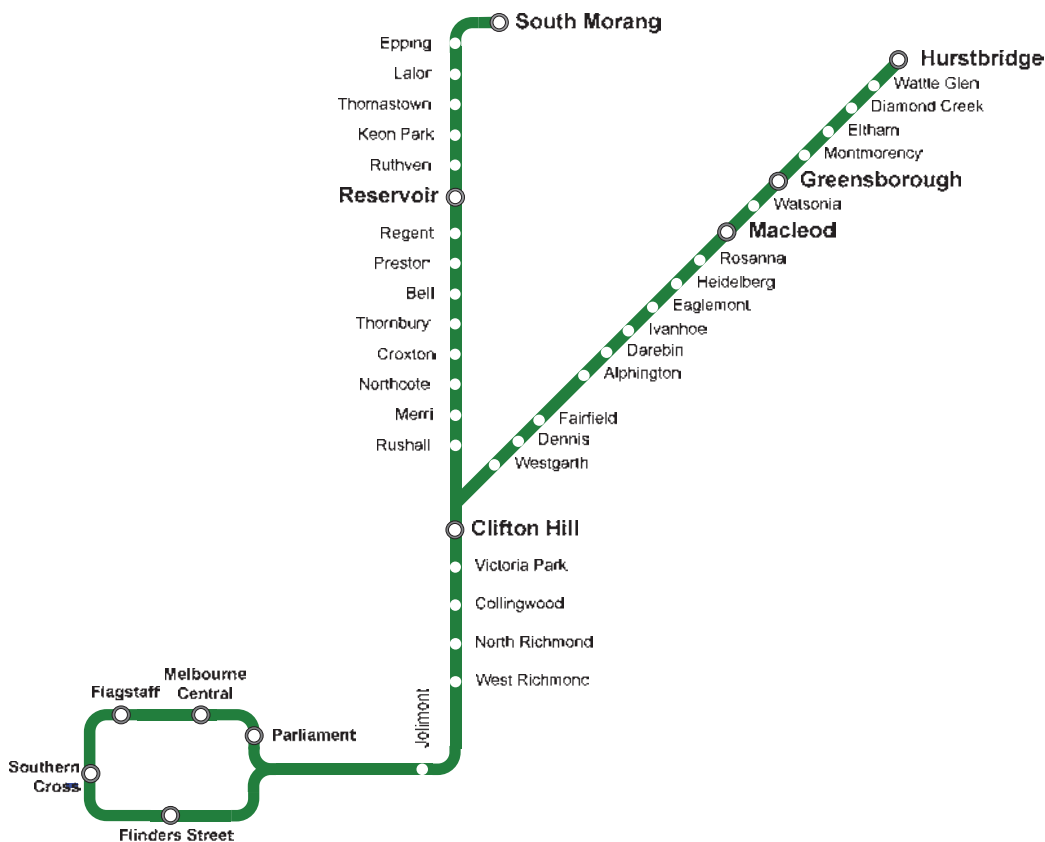 South Morang
Epping
Lalor
Thomastown
Keon Park
Ruthven
Reservoir
Regent
Preston
Bell
Thornbury
Croxton
Northcote
Merri
Rushall
Hurstbridge
Wattle Glen
Diamond Creek
Eltham
Montmorency
Greensborough
Watsonia
Macleod
Rosanna
Heidelberg
Eaglemont
Ivanhoe
Darebin
Alphington
Fairfield
Dennis
Westgarth
Clifton Hill
Victoria Park
Collingwood
North Richmond
West Richmond
Jolimont
Parliament
Melbourne
Central
Flagstaff
Southern
Cross
Flinders Street